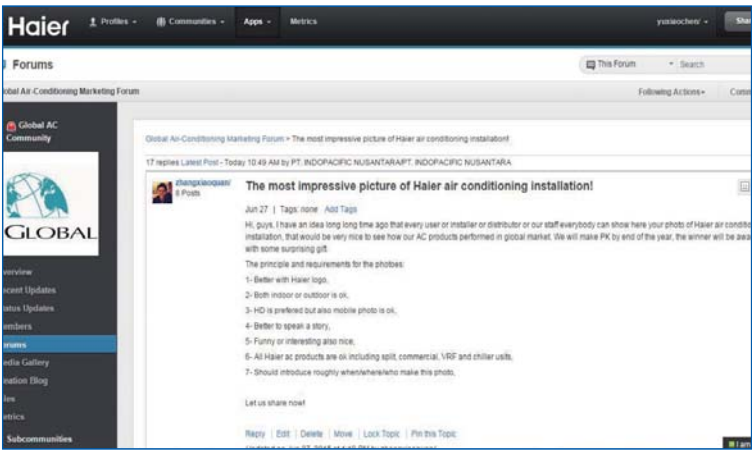 Haier
Profiles
Communities
Apps
Metrics
yuxiaochen/
Sha
Forums
This Forum
Search
lobal Air-Conditioning Marketing Forum
Following Actions
Comm
Global AC
Community
GLOBAL
verview
ecent Updates
tatus Updates
embers
orums
edia Gallery
eation Blog
les
etrics
Subcommunities
Global Air-Conditioning Marketing Forum > The most impressive picture of Haier air conditioning installation!
17 replies Latest Post - Today 10:49 AM by PT. INDOPACIFIC NUSANTARA/PT. INDOPACIFIC NUSANTARA
zhangxiaoquan/
6 Posts
The most impressive picture of Haier air conditioning installation!
Jun 27 | Tags: none Add Tags
Hi, guys, I have an idea long long time ago that every user or installer or distributor or our staff everybody can show here your photo of Haier air conditio
installation, that would be very nice to see how our AC products performed in global market. We will make PK by end of the year, the winner will be awa
with some surprising gift.
The principle and requirements for the photoes:
1- Better with Haier logo,
2- Both indoor or outdoor is ok,
3- HD is prefered but also mobile photo is ok,
4- Better to speak a story,
5- Funny or interesting also nice,
6- All Haier ac products are ok including split, commercial, VRF and chiller usits,
7- Should introduce roughly when/where/who make this photo,
Let us share now!
Reply | Edit | Delete | Move | Lock Topic | Pin this Topic
I am